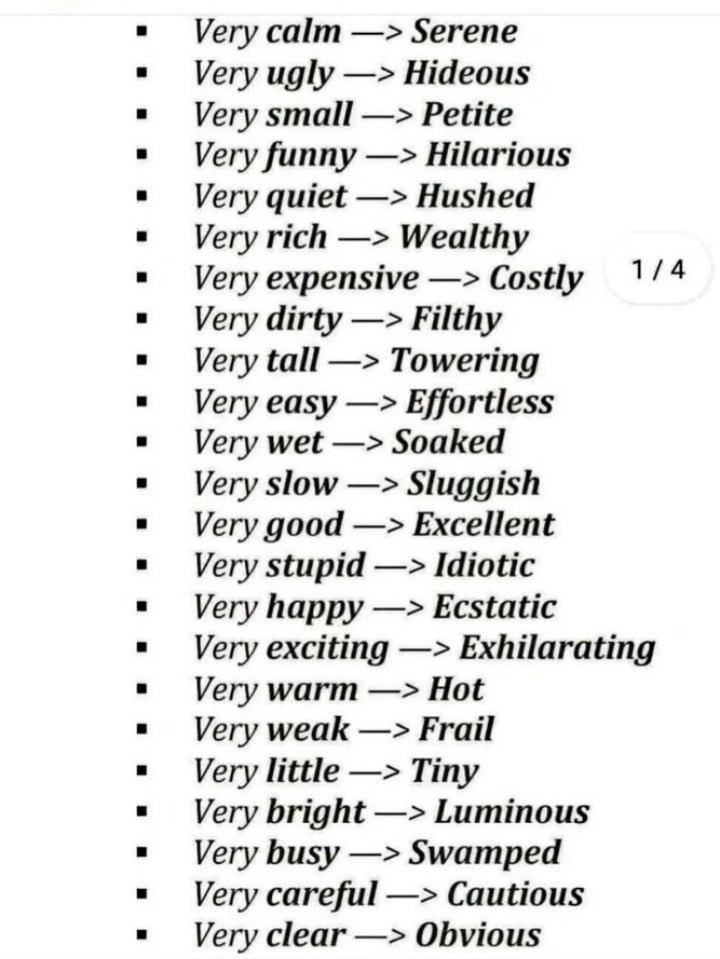 ▪ Very calm —> Serene
▪ Very ugly —> Hideous
▪ Very small —> Petite
▪ Very funny —> Hilarious
▪ Very quiet —> Hushed
▪ Very rich —> Wealthy
1 / 4
▪ Very expensive —> Costly
▪ Very dirty —> Filthy
▪ Very tall —> Towering
▪ Very easy —> Effortless
▪ Very wet —> Soaked
▪ Very slow —> Sluggish
▪ Very good —> Excellent
▪ Very stupid —> Idiotic
▪ Very happy —> Ecstatic
▪ Very exciting —> Exhilarating
▪ Very warm —> Hot
▪ Very weak —> Frail
▪ Very little —> Tiny
▪ Very bright —> Luminous
▪ Very busy —> Swamped
▪ Very careful —> Cautious
▪ Very clear —> Obvious